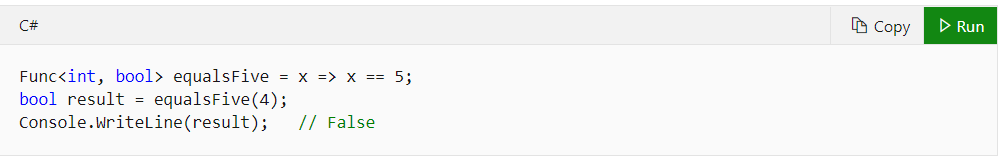 C# Copy Run
Func<int, bool> equalsFive = x => x == 5;
bool result = equalsFive(4);
Console.WriteLine(result);   // False